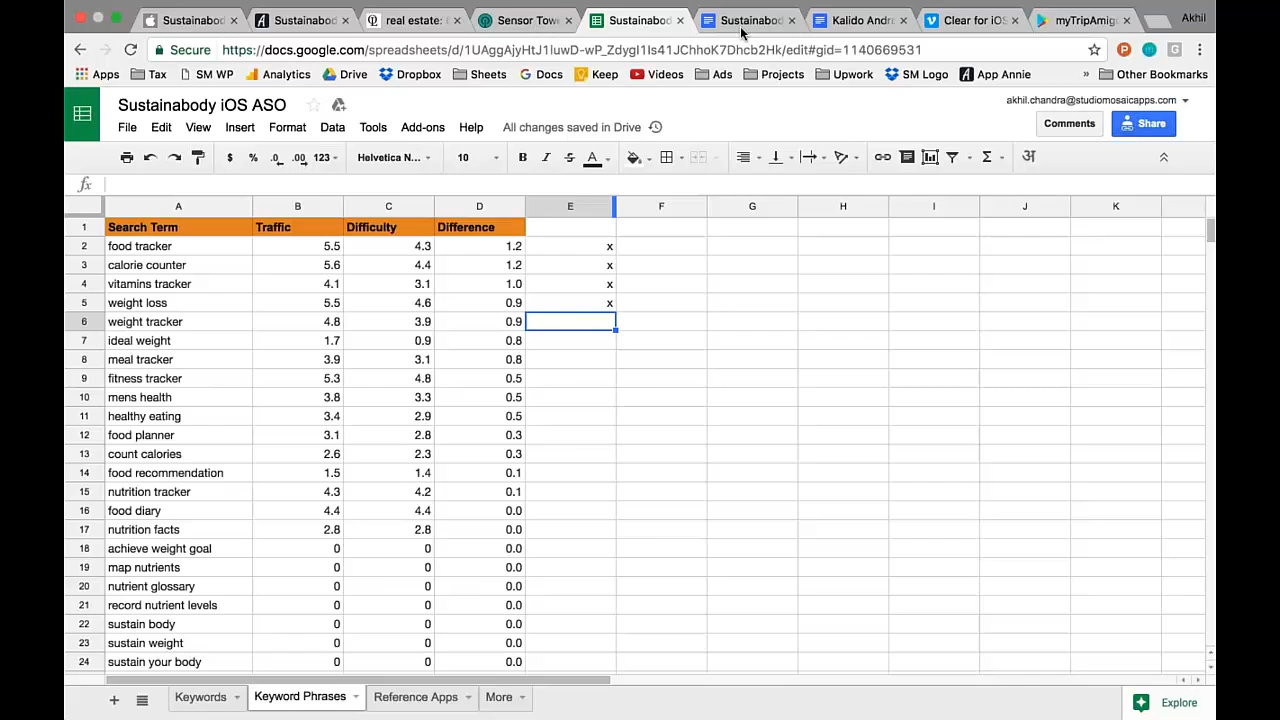 Sustainabody Sustainabody real estate: Sensor Tow Sustainabod Sustainabod Kalido Andr Clear for iOS myTripAmig Akhil
Secure https://docs.google.com/spreadsheets/d/1UAggAjyHtJ1luwD-wP_Zdygl1Is41JChhoK7Dhcb2Hk/edit#gid=1140669531
Apps Tax SM WP Analytics Drive Dropbox Sheets Docs Keep Videos Ads Projects Upwork SM Logo App Annie » Other Bookmarks
Sustainabody iOS ASO akhil.chandra@studiomosaicapps.com
File Edit View Insert Format Data Tools Add-ons Help All changes saved in Drive Comments Share
$ % .0 .00 123 Helvetica N... 10 B I S A Σ अ
fx
A B C D E F G H I J K
1 Search Term Traffic Difficulty Difference
2 food tracker 5.5 4.3 1.2 x
3 calorie counter 5.6 4.4 1.2 x
4 vitamins tracker 4.1 3.1 1.0 x
5 weight loss 5.5 4.6 0.9 x
6 weight tracker 4.8 3.9 0.9
7 ideal weight 1.7 0.9 0.8
8 meal tracker 3.9 3.1 0.8
9 fitness tracker 5.3 4.8 0.5
10 mens health 3.8 3.3 0.5
11 healthy eating 3.4 2.9 0.5
12 food planner 3.1 2.8 0.3
13 count calories 2.6 2.3 0.3
14 food recommendation 1.5 1.4 0.1
15 nutrition tracker 4.3 4.2 0.1
16 food diary 4.4 4.4 0.0
17 nutrition facts 2.8 2.8 0.0
18 achieve weight goal 0 0 0.0
19 map nutrients 0 0 0.0
20 nutrient glossary 0 0 0.0
21 record nutrient levels 0 0 0.0
22 sustain body 0 0 0.0
23 sustain weight 0 0 0.0
24 sustain your body 0 0 0.0
Keywords Keyword Phrases Reference Apps More Explore